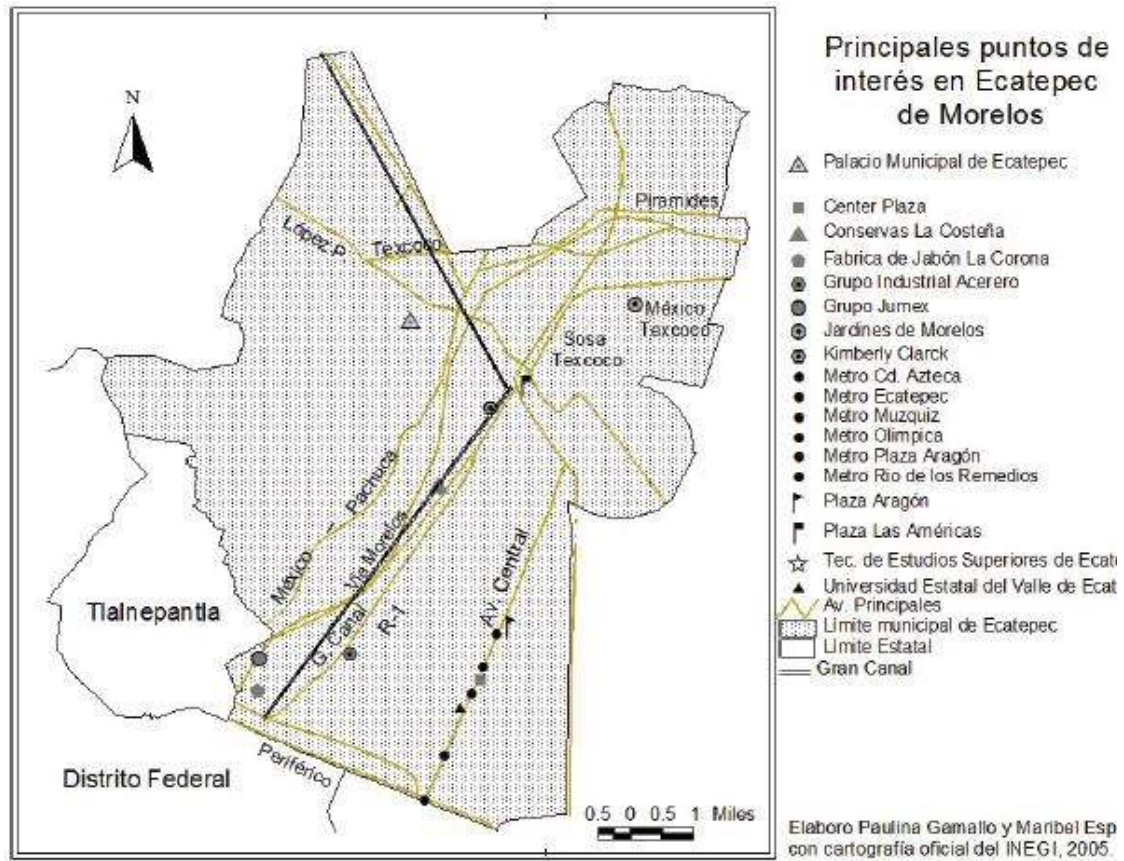 Principales puntos de
interés en Ecatepec
de Morelos
Palacio Municipal de Ecatepec
Center Plaza
Conservas La Costeña
Fabrica de Jabón La Corona
Grupo Industrial Acerero
Grupo Jumex
Jardines de Morelos
Kimberly Clarck
Metro Cd. Azteca
Metro Ecatepec
Metro Muzquiz
Metro Olimpica
Metro Plaza Aragón
Metro Rio de los Remedios
Plaza Aragón
Plaza Las Américas
Tec. de Estudios Superiores de Ecat
Universidad Estatal del Valle de Ecat
Av. Principales
Límite municipal de Ecatepec
Límite Estatal
Gran Canal
Elaboro Paulina Gamallo y Maribel Esp
con cartografía oficial del INEGI, 2005.
N
Piramides
López P
Texcoco
México
Texcoco
Sosa
Texcoco
México - Pachuca
Vía Morelos
G. Canal
R-1
Av. Central
Tlalnepantla
Periférico
Distrito Federal
0.5 0 0.5 1 Miles